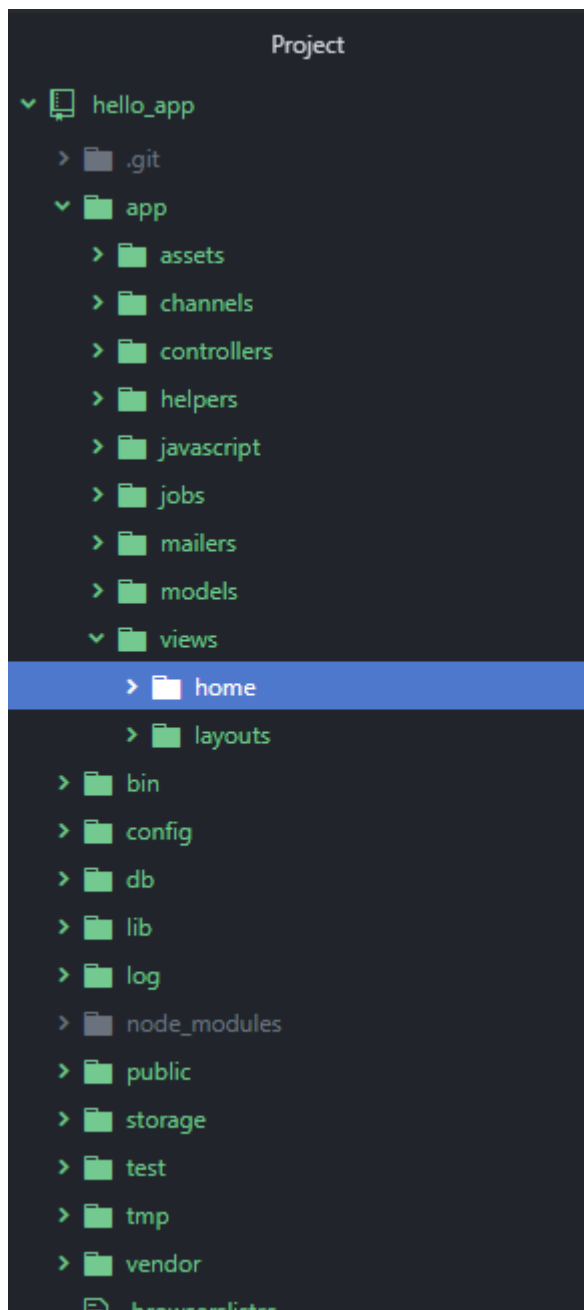 Project
hello_app
.git
app
assets
channels
controllers
helpers
javascript
jobs
mailers
models
views
home
layouts
bin
config
db
lib
log
node_modules
public
storage
test
tmp
vendor
.browserslistrc